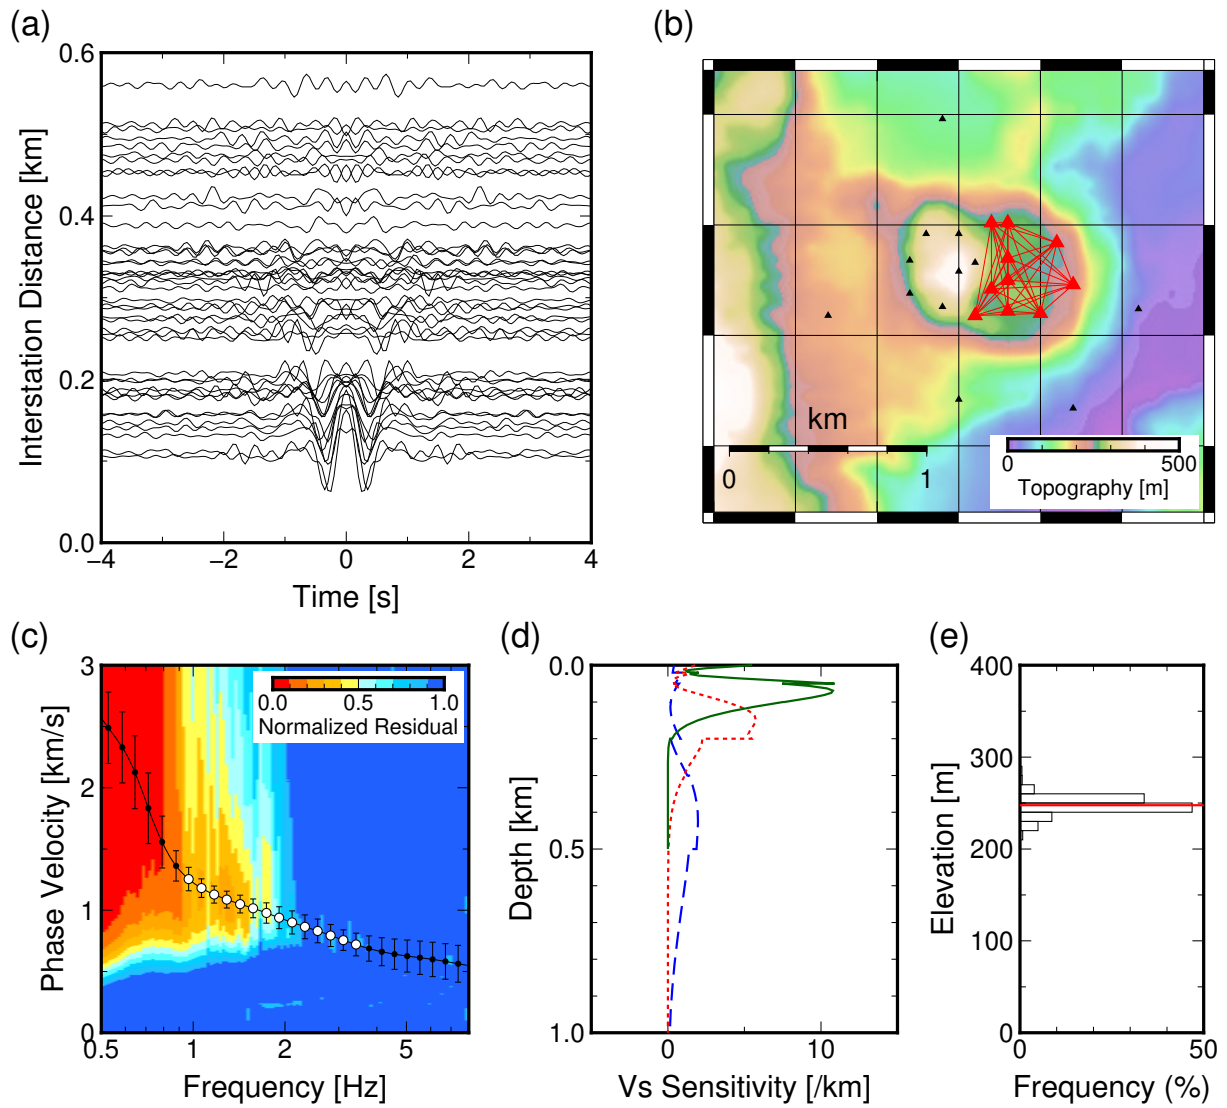 (a)
0.6
0.4
0.2
0.0
Interstation Distance [km]
−4
−2
0
2
4
Time [s]
(b)
km
0
1
0
500
Topography [m]
(c)
3
2
1
0
Phase Velocity [km/s]
0.0
0.5
1.0
Normalized Residual
0.5
1
2
5
Frequency [Hz]
(d)
0.0
0.5
1.0
Depth [km]
0
10
Vs Sensitivity [/km]
(e)
400
300
200
100
0
Elevation [m]
0
50
Frequency (%)